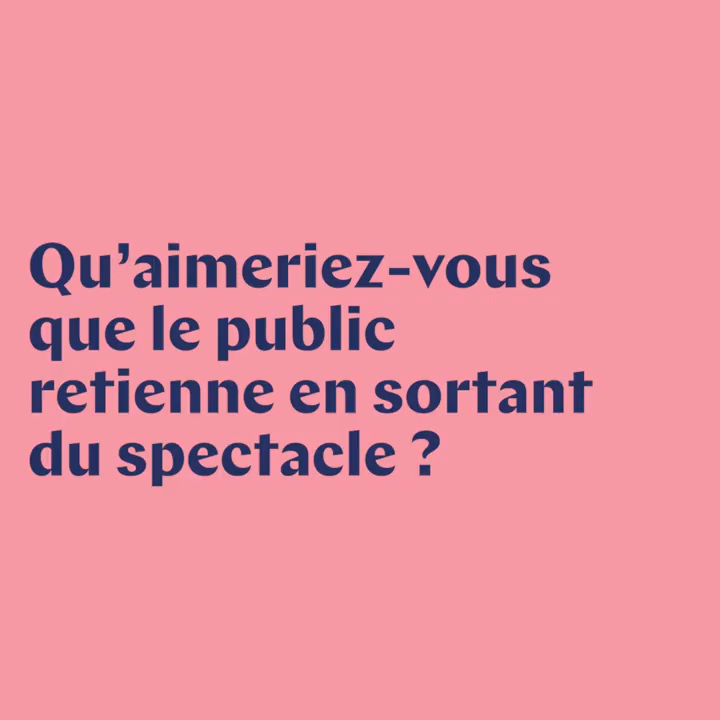 Qu’aimeriez-vous
que le public
retienne en sortant
du spectacle ?